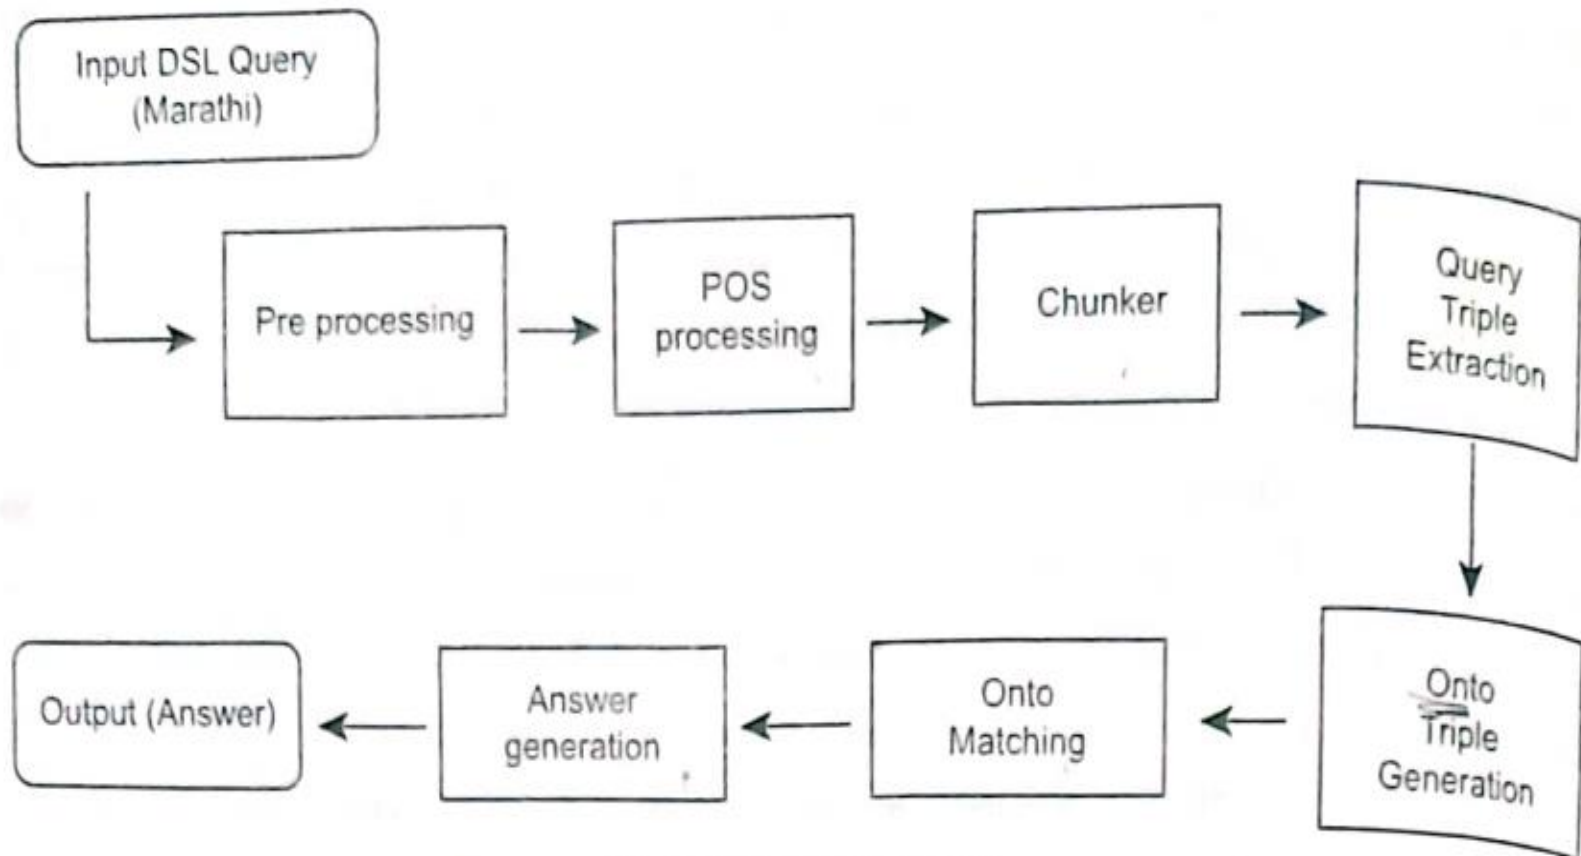 Input DSL Query
(Marathi)
Pre processing
POS
processing
Chunker
Query
Triple
Extraction
Onto
Triple
Generation
Onto
Matching
Answer
generation
Output (Answer)